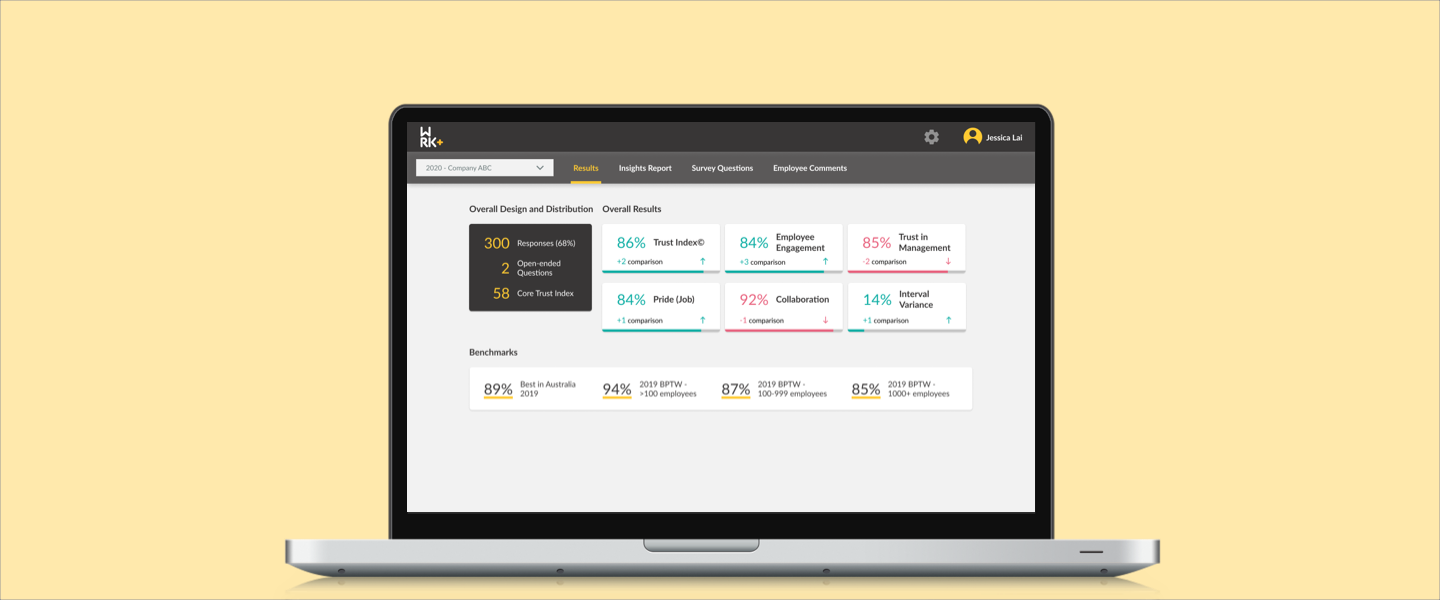 W
RK+
Jessica Lai
2020 - Company ABC
Results
Insights Report
Survey Questions
Employee Comments
Overall Design and Distribution
Overall Results
300 Responses (68%)
2 Open-ended
Questions
58 Core Trust Index
86% Trust Index©
+2 comparison
84% Employee
Engagement
+3 comparison
85% Trust in
Management
-2 comparison
84% Pride (Job)
+1 comparison
92% Collaboration
-1 comparison
14% Interval
Variance
+1 comparison
Benchmarks
89% Best in Australia
2019
94% 2019 BPTW -
>100 employees
87% 2019 BPTW -
100-999 employees
85% 2019 BPTW -
1000+ employees